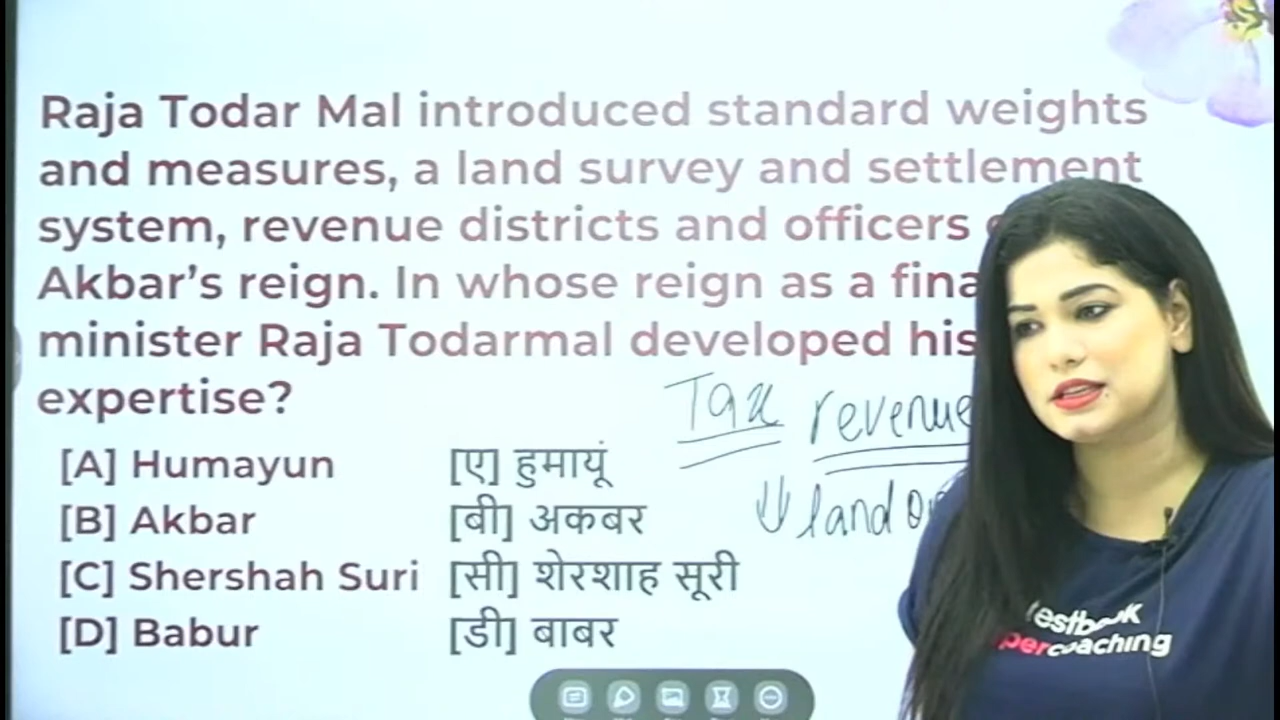 Raja Todar Mal introduced standard weights
and measures, a land survey and settlement
system, revenue districts and officers
Akbar's reign. In whose reign as a
minister Raja Todarmal developed his
expertise?
Tax revenue
land
[A] Humayun [ए] हुमायूं
[B] Akbar [बी] अकबर
[C] Shershah Suri [सी] शेरशाह सूरी
[D] Babur [डी] बाबर
coaching